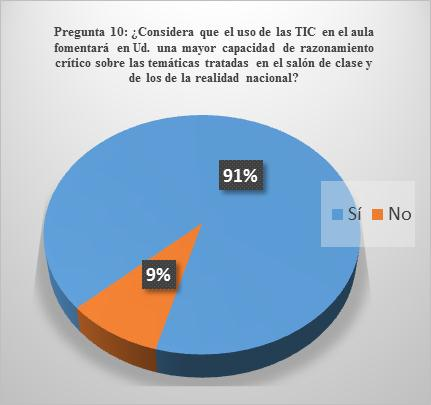 Pregunta 10: ¿Considera que el uso de las TIC en el aula
fomentará en Ud. una mayor capacidad de razonamiento
crítico sobre las temáticas tratadas en el salón de clase y
de los de la realidad nacional?
91%
Sí No
9%